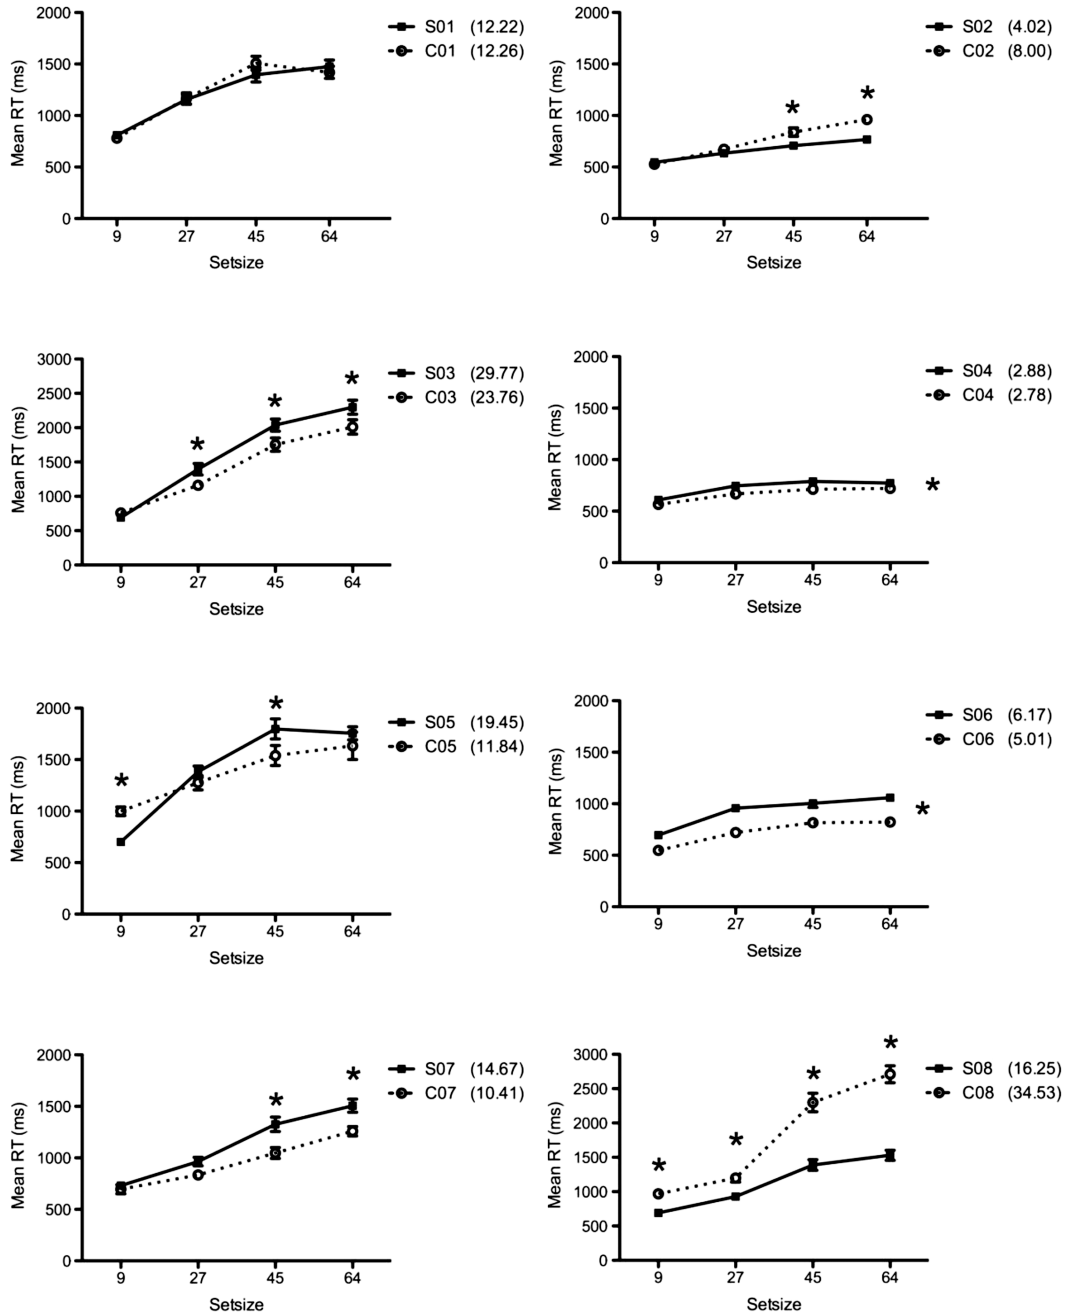 S01 (12.22)
C01 (12.26)
Mean RT (ms)
2000
1500
1000
500
0
9 27 45 64
Setsize
S02 (4.02)
C02 (8.00)
Mean RT (ms)
2000
1500
1000
500
0
* *
9 27 45 64
Setsize
S03 (29.77)
C03 (23.76)
Mean RT (ms)
3000
2500
2000
1500
1000
500
0
* * *
9 27 45 64
Setsize
S04 (2.88)
C04 (2.78)
Mean RT (ms)
2000
1500
1000
500
0
*
9 27 45 64
Setsize
S05 (19.45)
C05 (11.84)
Mean RT (ms)
2000
1500
1000
500
0
* *
9 27 45 64
Setsize
S06 (6.17)
C06 (5.01)
Mean RT (ms)
2000
1500
1000
500
0
*
9 27 45 64
Setsize
S07 (14.67)
C07 (10.41)
Mean RT (ms)
2000
1500
1000
500
0
* *
9 27 45 64
Setsize
S08 (16.25)
C08 (34.53)
Mean RT (ms)
3000
2500
2000
1500
1000
500
0
* * * *
9 27 45 64
Setsize